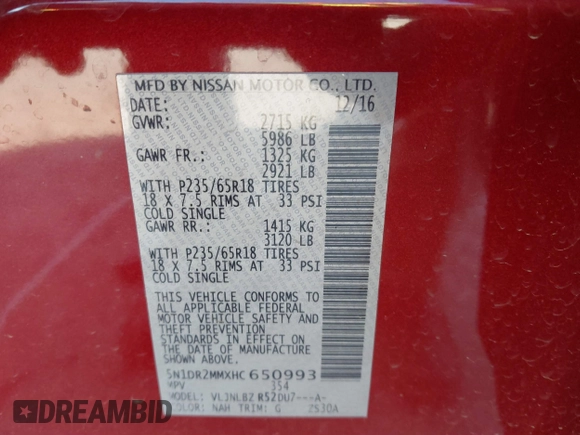 MFD BY NISSAN MOTOR CO., LTD.
DATE: 12/16
GVWR: 2715 KG
5986 LB
GAWR FR.: 1325 KG
2921 LB
WITH P235/65R18 TIRES
18 X 7.5 RIMS AT 33 PSI
COLD SINGLE
GAWR RR.: 1415 KG
3120 LB
WITH P235/65R18 TIRES
18 X 7.5 RIMS AT 33 PSI
COLD SINGLE
THIS VEHICLE CONFORMS TO
ALL APPLICABLE FEDERAL
MOTOR VEHICLE SAFETY AND
THEFT PREVENTION
STANDARDS IN EFFECT ON
THE DATE OF MANUFACTURE
SHOWN ABOVE.
5N1DR2MMXHC 650993
MPV 354
MODEL: VLJNLBZ R52DU7---A-
COLOR: NAH TRIM: G ZS30A
DREAMBID
dreambid.com